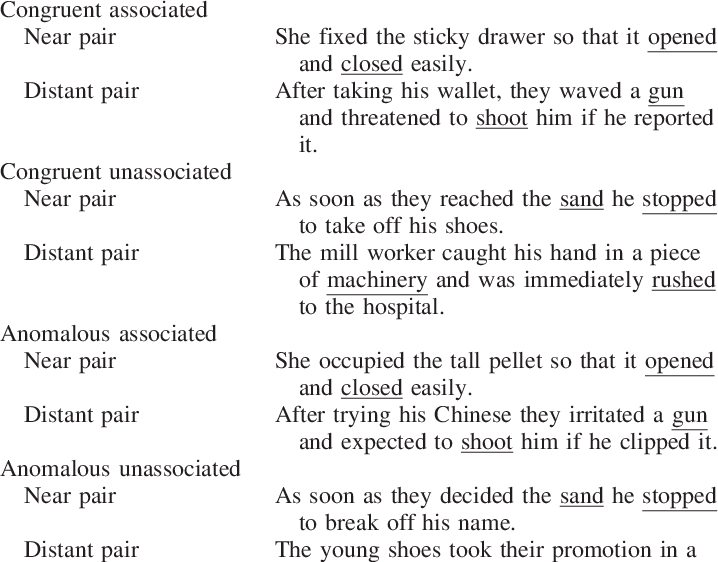 Congruent associated
Near pair She fixed the sticky drawer so that it opened
and closed easily.
Distant pair After taking his wallet, they waved a gun
and threatened to shoot him if he reported
it.
Congruent unassociated
Near pair As soon as they reached the sand he stopped
to take off his shoes.
Distant pair The mill worker caught his hand in a piece
of machinery and was immediately rushed
to the hospital.
Anomalous associated
Near pair She occupied the tall pellet so that it opened
and closed easily.
Distant pair After trying his Chinese they irritated a gun
and expected to shoot him if he clipped it.
Anomalous unassociated
Near pair As soon as they decided the sand he stopped
to break off his name.
Distant pair The young shoes took their promotion in a